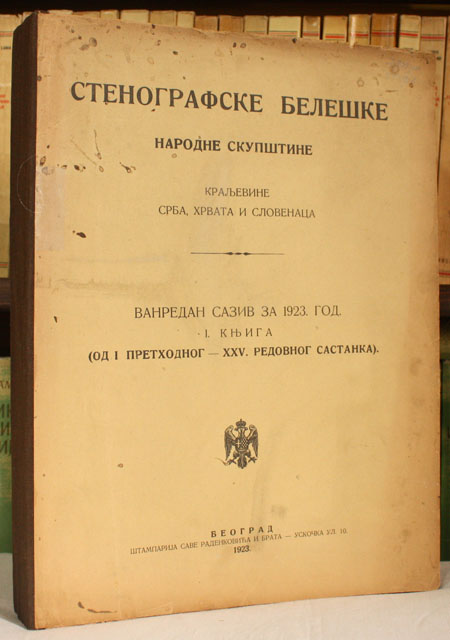 СТЕНОГРАФСКЕ БЕЛЕШКЕ
НАРОДНЕ СКУПШТИНЕ
КРАЉЕВИНЕ
СРБА, ХРВАТА И СЛОВЕНАЦА
ВАНРЕДАН САЗИВ ЗА 1923. ГОД.
I. КЊИГА
(ОД I ПРЕТХОДНОГ — XXV. РЕДОВНОГ САСТАНКА).
БЕОГРАД
ШТАМПАРИЈА САВЕ РАДЕНКОВИЋА И БРАТА — УСКОЧКА УЛ. 10.
1923.